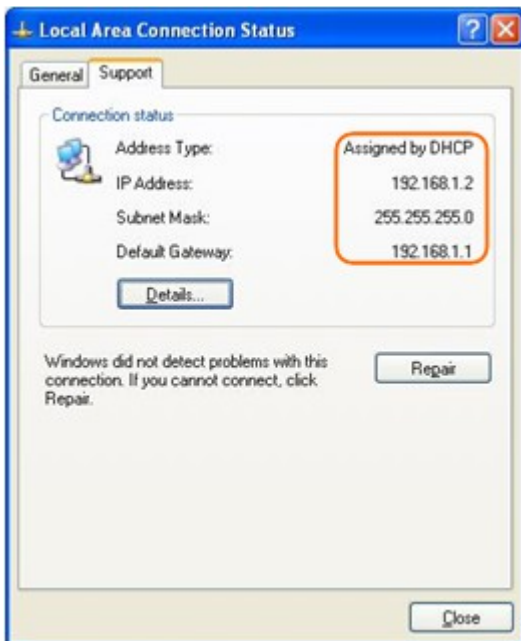 Local Area Connection Status
General Support
Connection status
Address Type: Assigned by DHCP
IP Address: 192.168.1.2
Subnet Mask: 255.255.255.0
Default Gateway: 192.168.1.1
Details...
Windows did not detect problems with this
connection. If you cannot connect, click
Repair.
Repair
Close